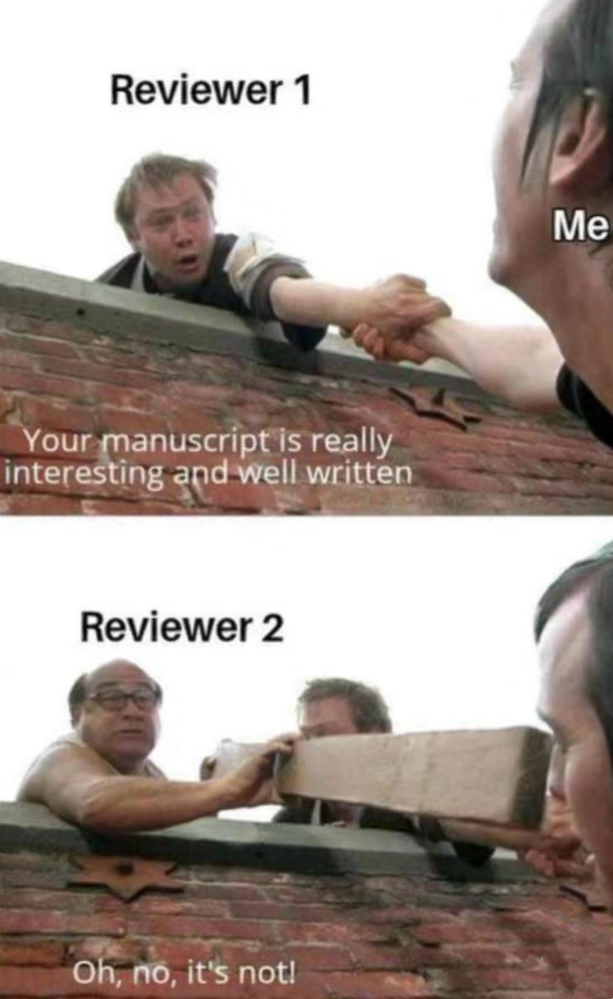 Reviewer 1
Me
Your manuscript is really
interesting and well written
Reviewer 2
Oh, no, it's not!